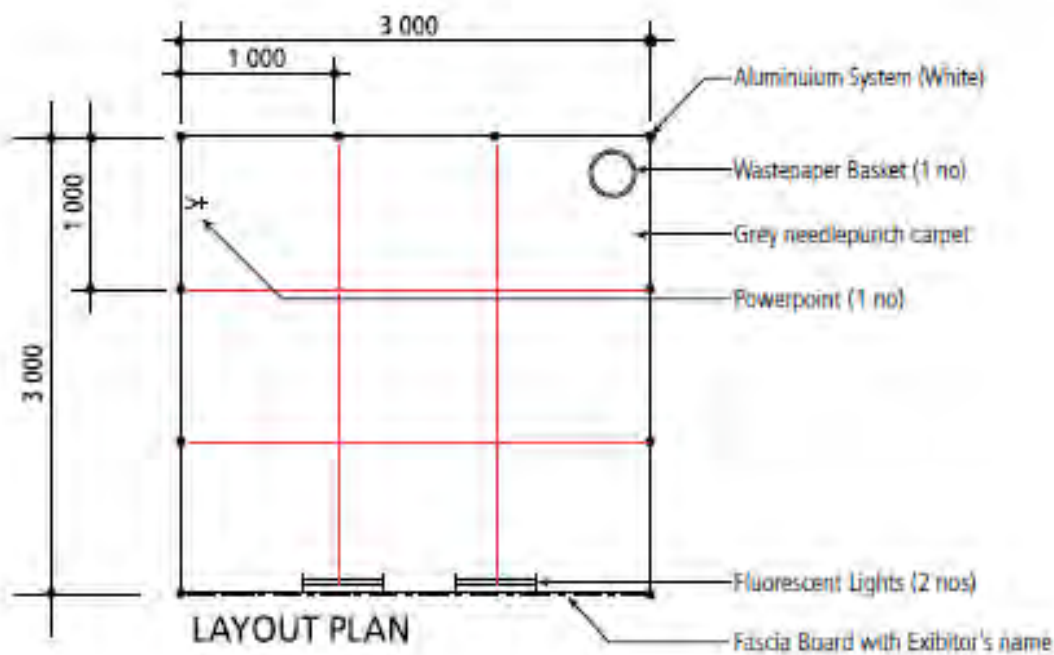 3 000
1 000
Aluminuium System (White)
Wastepaper Basket (1 no)
1 000
Grey needlepunch carpet
Powerpoint (1 no)
3 000
Fluorescent Lights (2 nos)
LAYOUT PLAN
Fascia Board with Exibitor's name